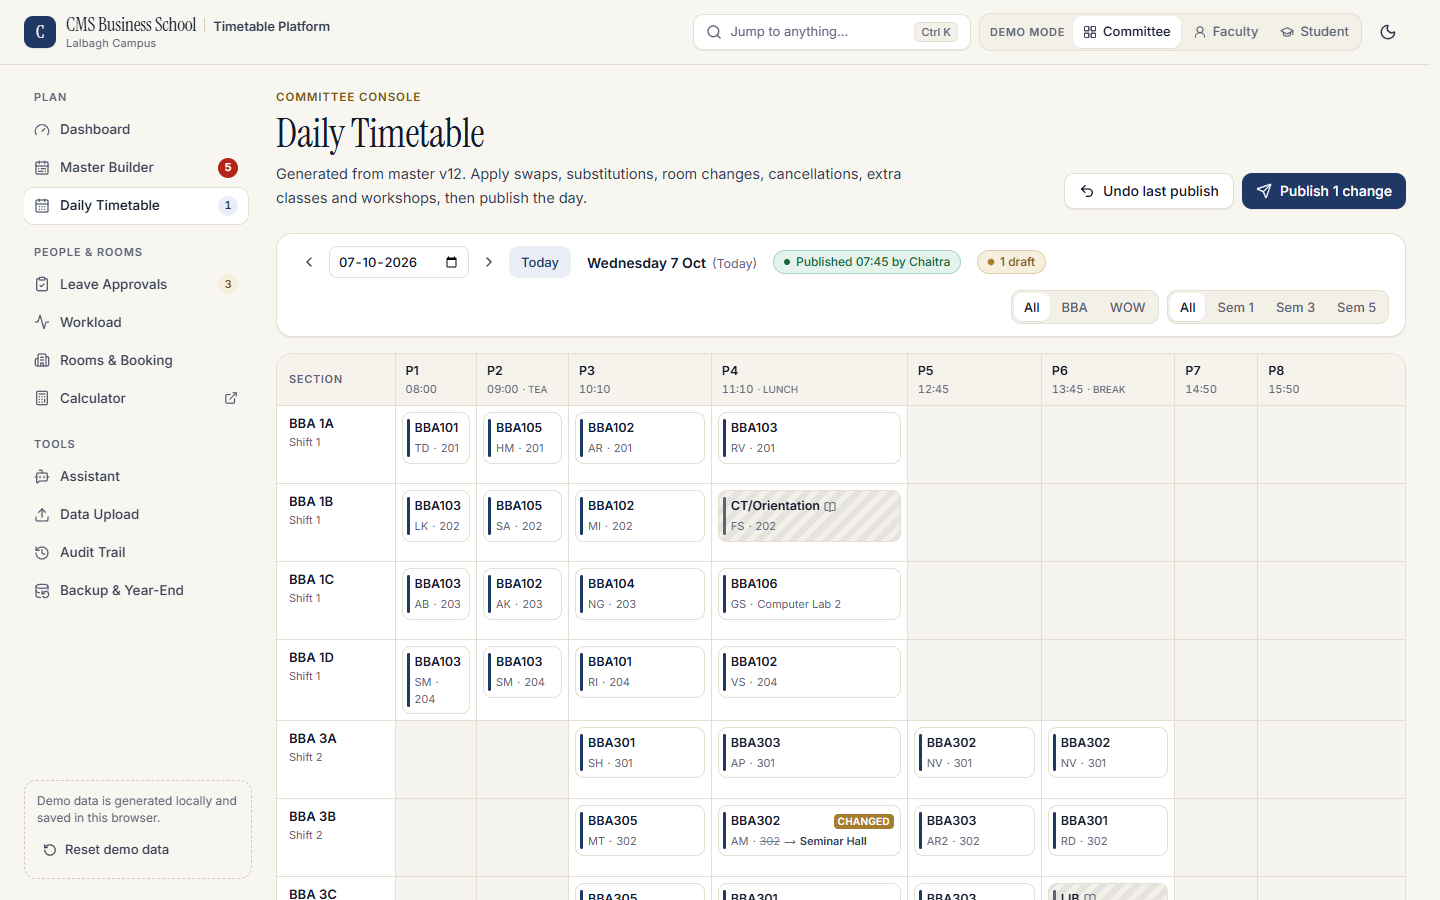 C CMS Business School | Timetable Platform
Lalbagh Campus
Jump to anything... Ctrl K
DEMO MODE Committee Faculty Student
PLAN
Dashboard
Master Builder 5
Daily Timetable 1
PEOPLE & ROOMS
Leave Approvals 3
Workload
Rooms & Booking
Calculator
TOOLS
Assistant
Data Upload
Audit Trail
Backup & Year-End
Demo data is generated locally and
saved in this browser.
Reset demo data
COMMITTEE CONSOLE
Daily Timetable
Generated from master v12. Apply swaps, substitutions, room changes, cancellations, extra
classes and workshops, then publish the day.
Undo last publish Publish 1 change
07-10-2026 Today Wednesday 7 Oct (Today) Published 07:45 by Chaitra 1 draft
All BBA WOW All Sem 1 Sem 3 Sem 5
SECTION P1 P2 P3 P4 P5 P6 P7 P8
08:00 09:00 · TEA 10:10 11:10 · LUNCH 12:45 13:45 · BREAK 14:50 15:50
BBA 1A BBA101 BBA105 BBA102 BBA103
Shift 1 TD · 201 HM · 201 AR · 201 RV · 201
BBA 1B BBA103 BBA105 BBA102 CT/Orientation
Shift 1 LK · 202 SA · 202 MI · 202 FS · 202
BBA 1C BBA103 BBA102 BBA104 BBA106
Shift 1 AB · 203 AK · 203 NG · 203 GS · Computer Lab 2
BBA 1D BBA103 BBA103 BBA101 BBA102
Shift 1 SM · 204 SM · 204 RI · 204 VS · 204
BBA 3A BBA301 BBA303 BBA302 BBA302
Shift 2 SH · 301 AP · 301 NV · 301 NV · 301
BBA 3B BBA305 BBA302 CHANGED BBA303 BBA301
Shift 2 MT · 302 AM · 302 → Seminar Hall AR2 · 302 RD · 302
BBA 3C BBA305 BBA301 BBA303 LIB